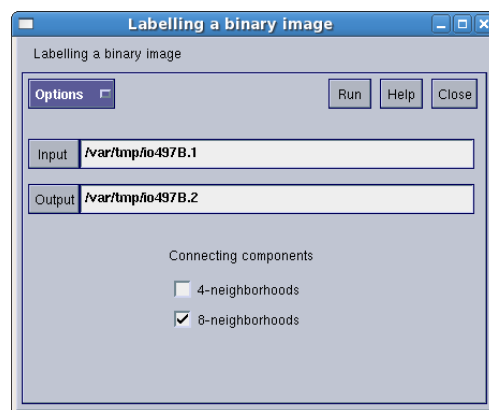 Labelling a binary image
Labelling a binary image
Options Run Help Close
Input /var/tmp/io497B.1
Output /var/tmp/io497B.2
Connecting components
4-neighborhoods
8-neighborhoods